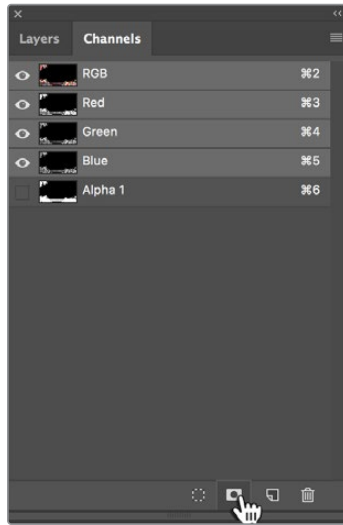 Layers Channels
RGB ⌘2
Red ⌘3
Green ⌘4
Blue ⌘5
Alpha 1 ⌘6